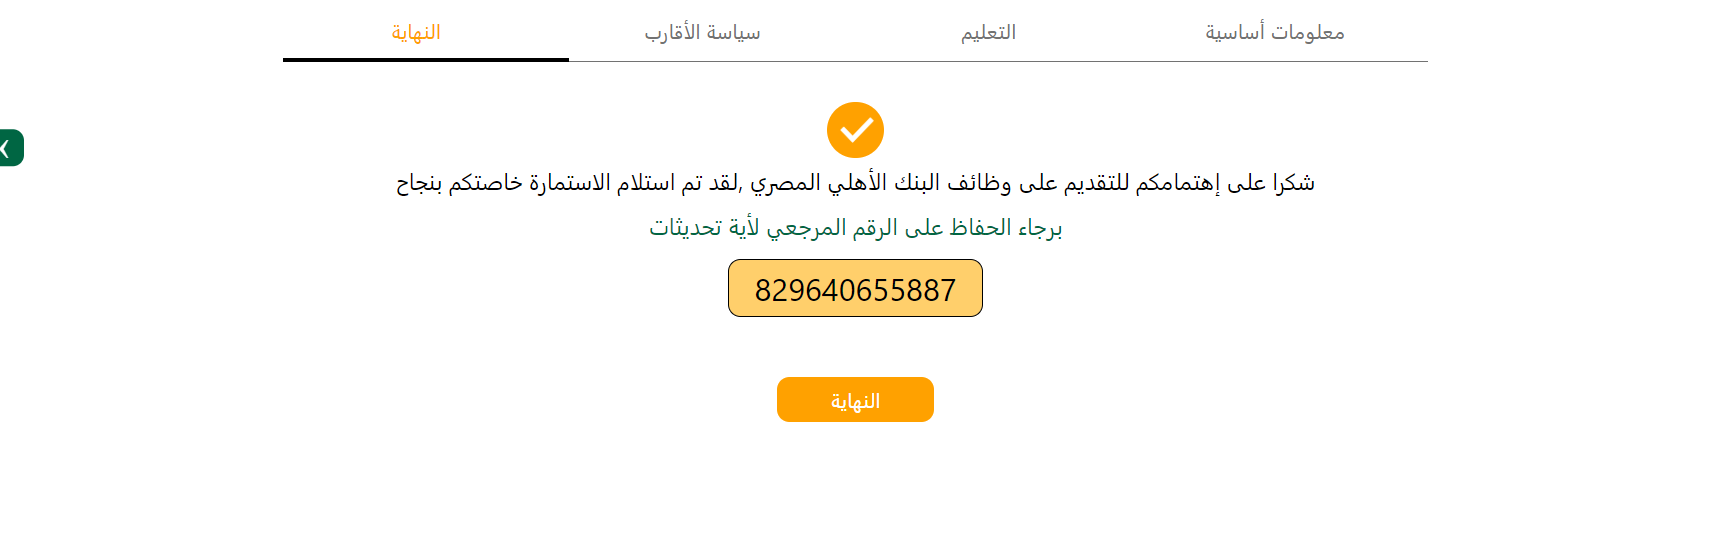 معلومات أساسية
التعليم
سياسة الأقارب
النهاية
شكرا على إهتمامكم للتقديم على وظائف البنك الأهلي المصري ,لقد تم استلام الاستمارة خاصتكم بنجاح
برجاء الحفاظ على الرقم المرجعي لأية تحديثات
829640655887
النهاية